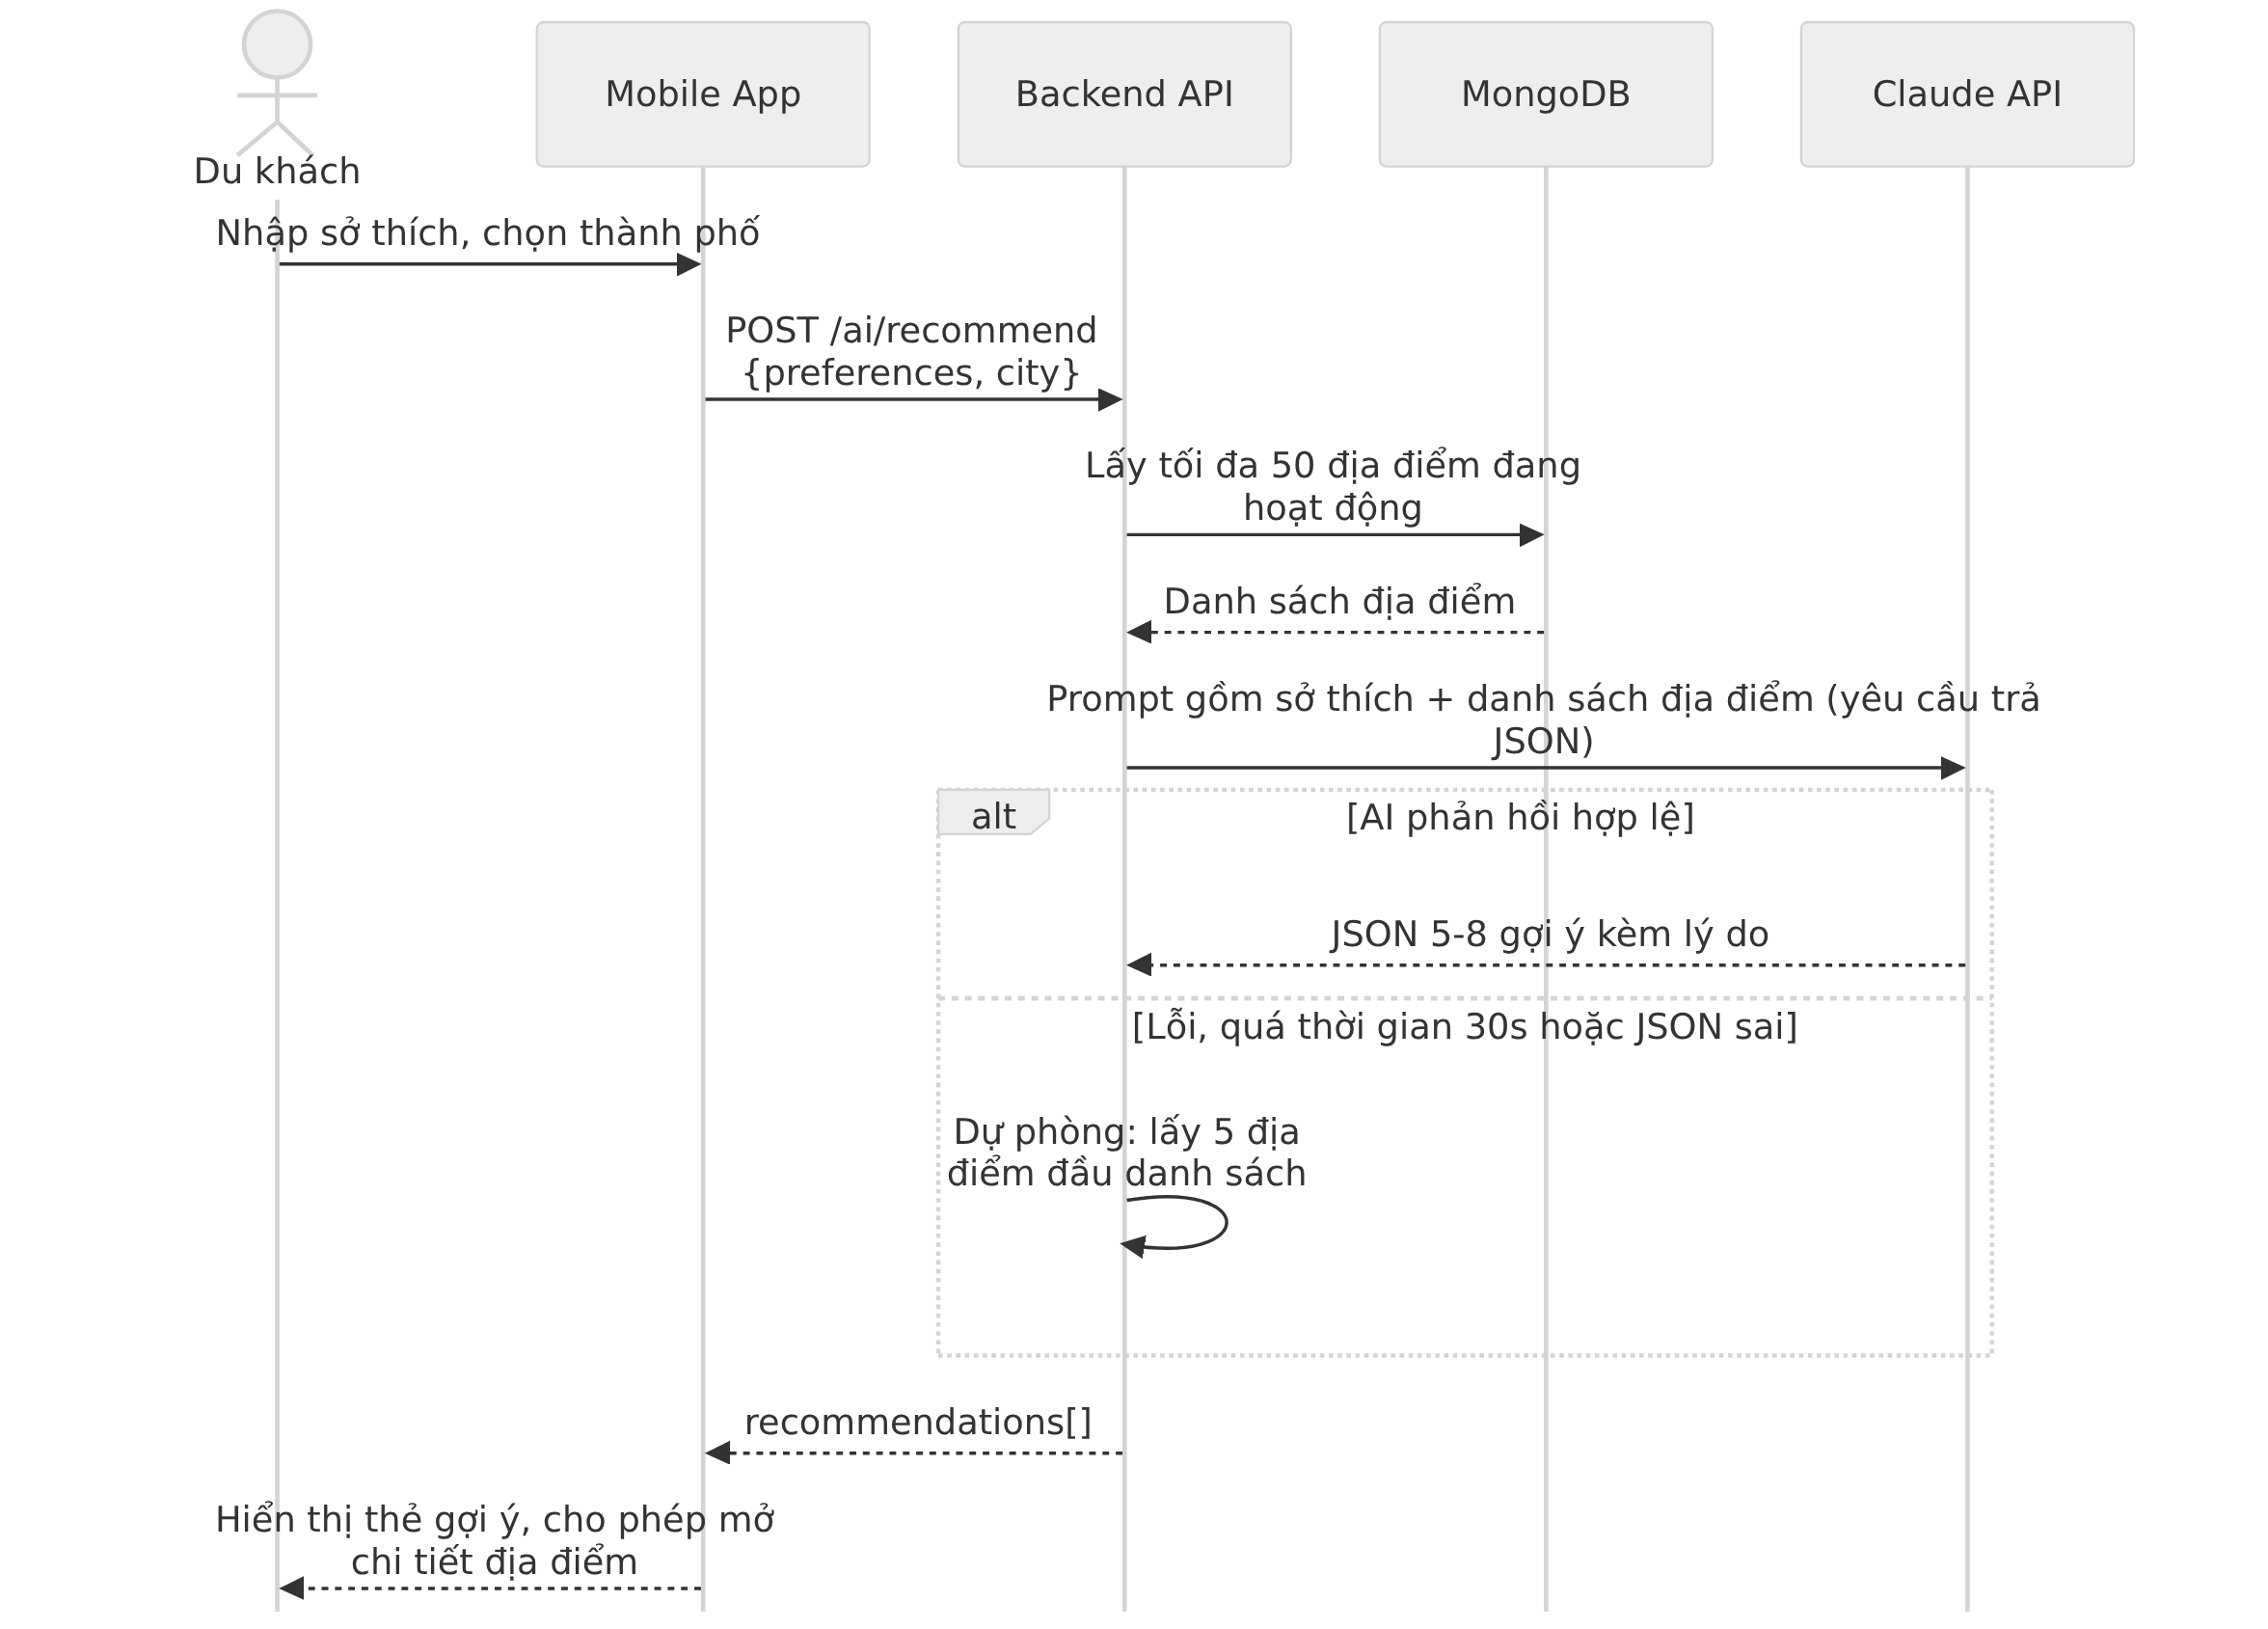 Du khách
Mobile App
Backend API
MongoDB
Claude API
Nhập sở thích, chọn thành phố
POST /ai/recommend
{preferences, city}
Lấy tối đa 50 địa điểm đang
hoạt động
Danh sách địa điểm
Prompt gồm sở thích + danh sách địa điểm (yêu cầu trả
JSON)
alt
[AI phản hồi hợp lệ]
JSON 5-8 gợi ý kèm lý do
[Lỗi, quá thời gian 30s hoặc JSON sai]
Dự phòng: lấy 5 địa
điểm đầu danh sách
recommendations[]
Hiển thị thẻ gợi ý, cho phép mở
chi tiết địa điểm